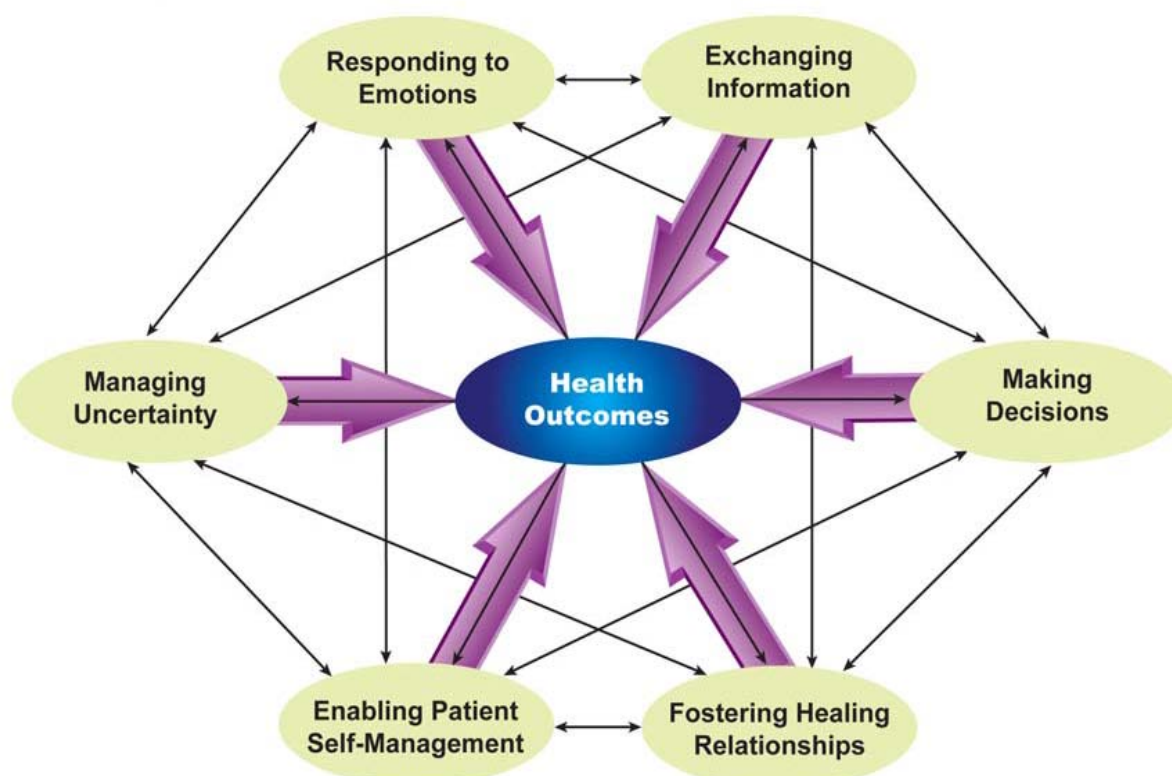 Responding to
Emotions
Exchanging
Information
Managing
Uncertainty
Health
Outcomes
Making
Decisions
Enabling Patient
Self-Management
Fostering Healing
Relationships